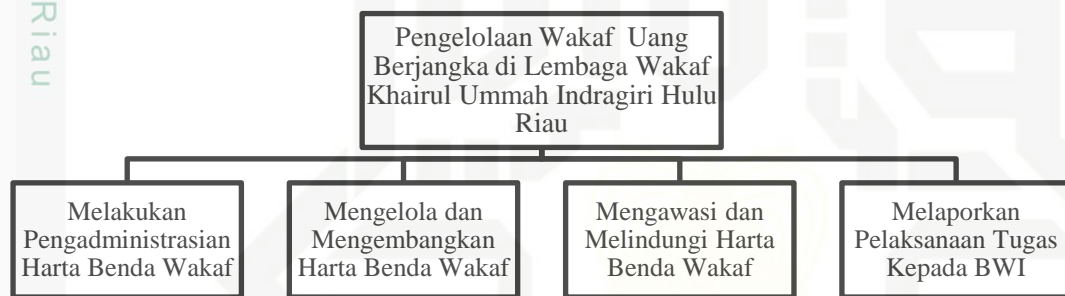 Riau
Pengelolaan Wakaf Uang
Berjangka di Lembaga Wakaf
Khairul Ummah Indragiri Hulu
Riau
Melakukan
Pengadministrasian
Harta Benda Wakaf
Mengelola dan
Mengembangkan
Harta Benda Wakaf
Mengawasi dan
Melindungi Harta
Benda Wakaf
Melaporkan
Pelaksanaan Tugas
Kepada BWI